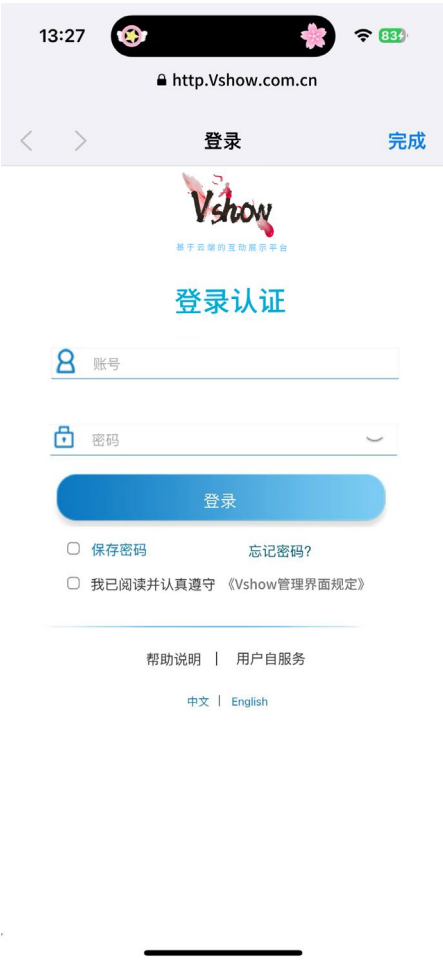 13:27
83
http.Vshow.com.cn
登录
完成
Vshow
基于云端的互动展示平台
登录认证
账号
密码
登录
保存密码
忘记密码?
我已阅读并认真遵守 《Vshow管理界面规定》
帮助说明 | 用户自服务
中文 | English